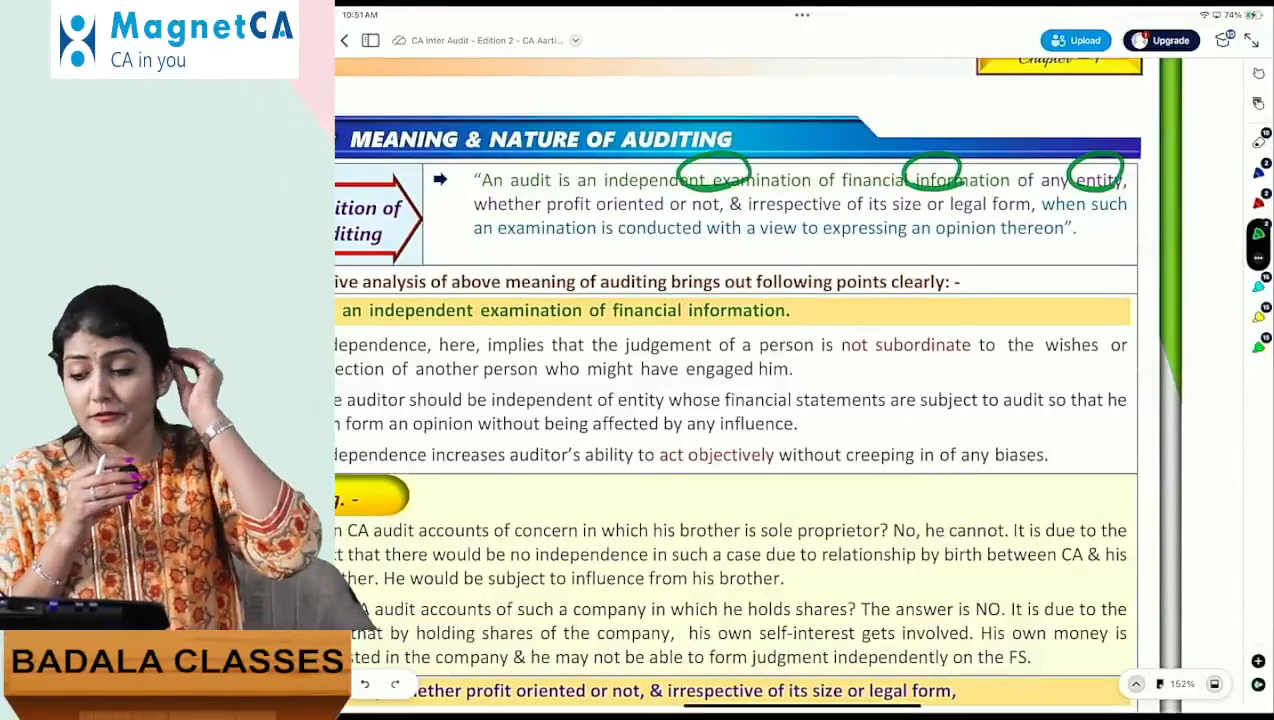 MagnetCA
CA in you
10:51AM
74%
CA Inter Audit - Edition 2 - CA Aarti...
Upload
Upgrade
Chapter – 1
MEANING & NATURE OF AUDITING
ition of
diting
“An audit is an independent examination of financial information of any entity,
whether profit oriented or not, & irrespective of its size or legal form, when such
an examination is conducted with a view to expressing an opinion thereon”.
ive analysis of above meaning of auditing brings out following points clearly: -
an independent examination of financial information.
dependence, here, implies that the judgement of a person is not subordinate to the wishes or
ection of another person who might have engaged him.
e auditor should be independent of entity whose financial statements are subject to audit so that he
n form an opinion without being affected by any influence.
dependence increases auditor’s ability to act objectively without creeping in of any biases.
g. -
n CA audit accounts of concern in which his brother is sole proprietor? No, he cannot. It is due to the
ct that there would be no independence in such a case due to relationship by birth between CA & his
ther. He would be subject to influence from his brother.
A audit accounts of such a company in which he holds shares? The answer is NO. It is due to the
that by holding shares of the company, his own self-interest gets involved. His own money is
sted in the company & he may not be able to form judgment independently on the FS.
hether profit oriented or not, & irrespective of its size or legal form,
152%
BADALA CLASSES